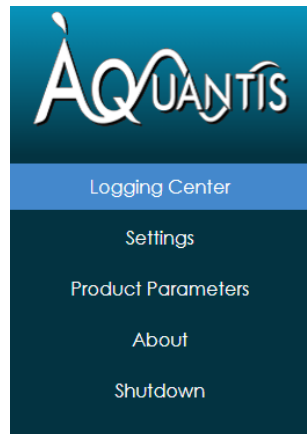 AQUANTIS
Logging Center
Settings
Product Parameters
About
Shutdown